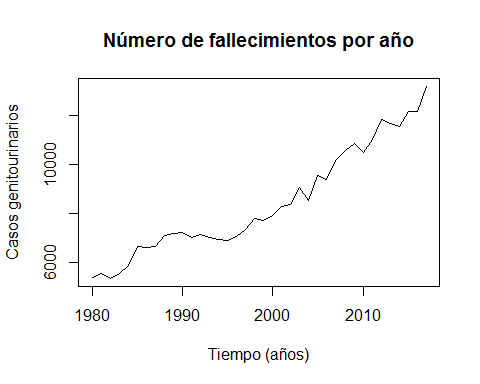 Número de fallecimientos por año
Casos genitourinarios
10000
6000
1980 1990 2000 2010
Tiempo (años)